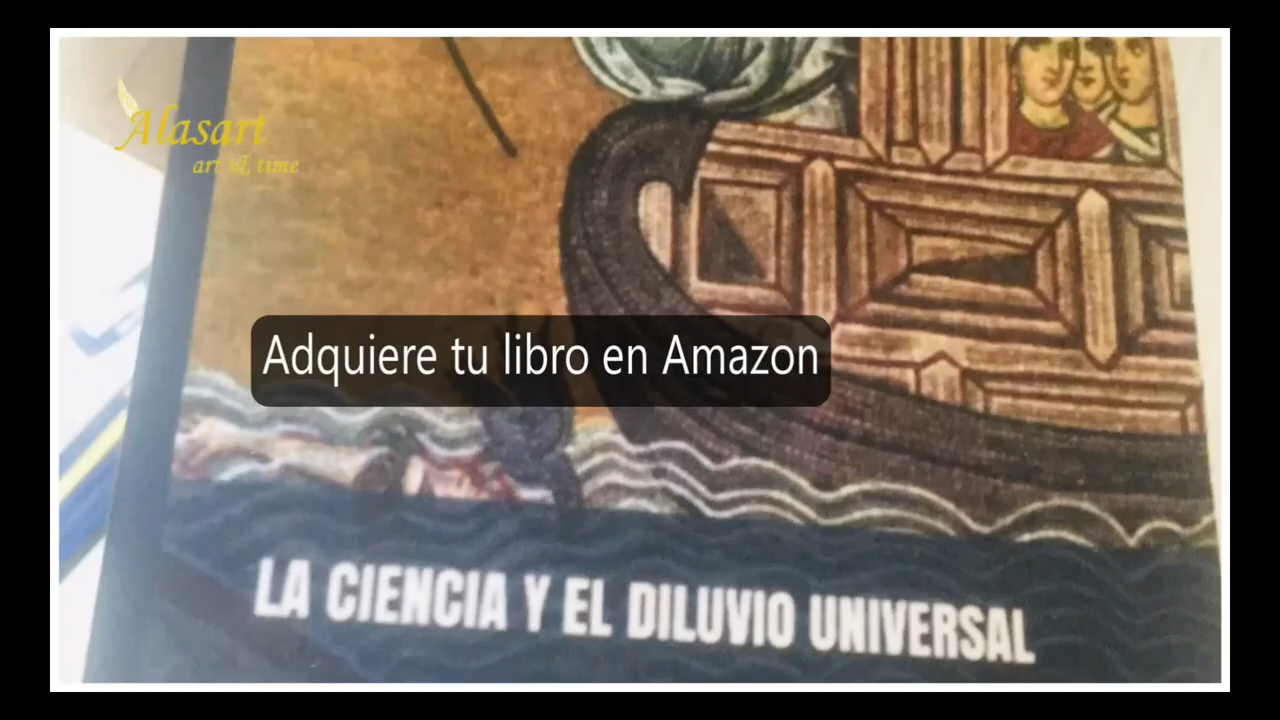 Alasart
art & time
Adquiere tu libro en Amazon
LA CIENCIA Y EL DILUVIO UNIVERSAL